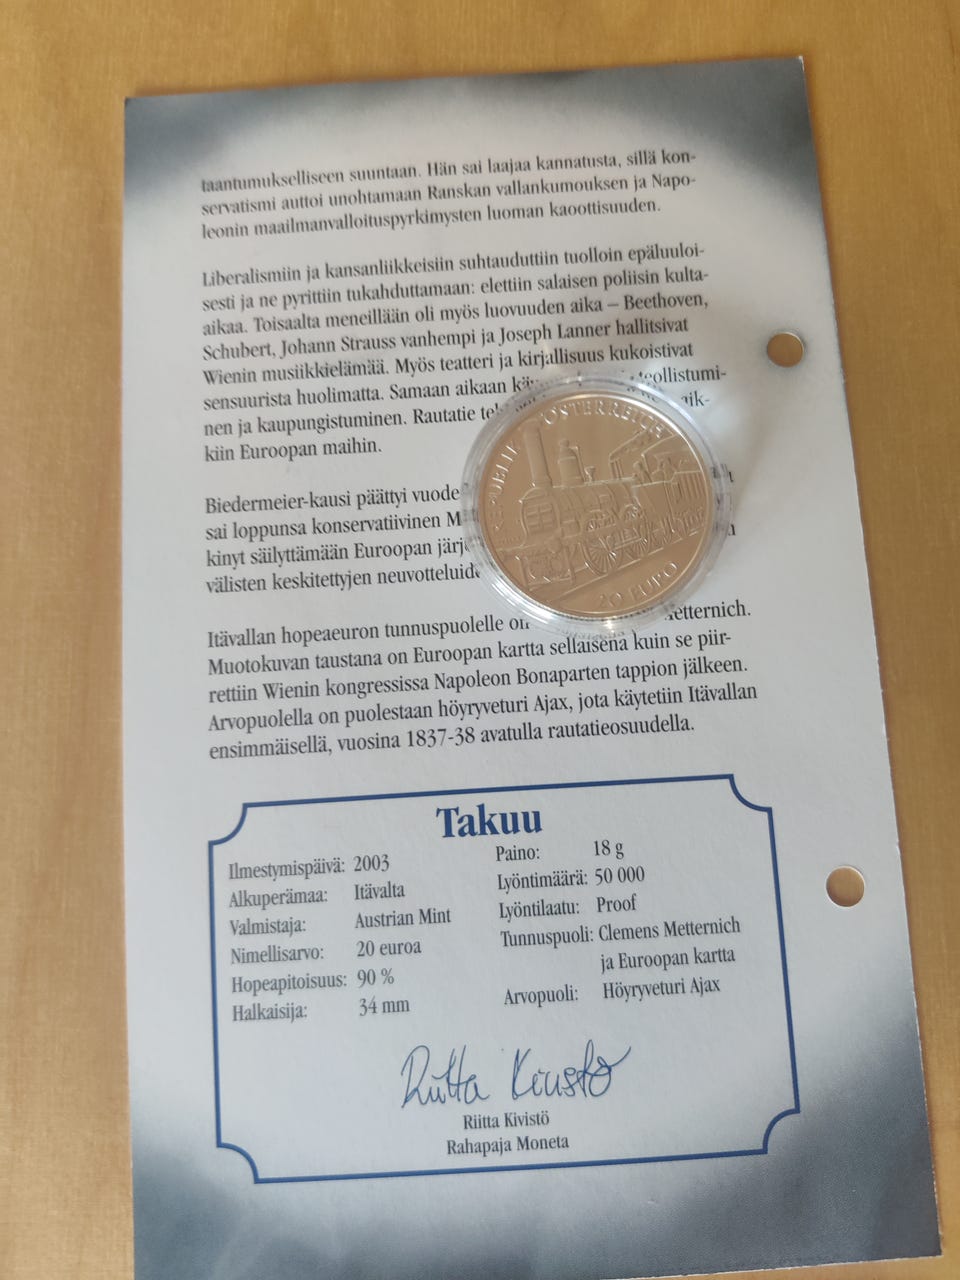 taantumukselliseen suuntaan. Hän sai laajaa kannatusta, sillä kon-
servatismi auttoi unohtamaan Ranskan vallankumouksen ja Napo-
leonin maailmanvalloituspyrkimysten luoman kaoottisuuden.
Liberalismiin ja kansanliikkeisiin suhtauduttiin tuolloin epäluuloi-
sesti ja ne pyrittiin tukahduttamaan: elettiin salaisen poliisin kulta-
aikaa. Toisaalta meneillään oli myös luovuuden aika – Beethoven,
Schubert, Johann Strauss vanhempi ja Joseph Lanner hallitsivat
Wienin musiikkielämää. Myös teatteri ja kirjallisuus kukoistivat
sensuurista huolimatta. Samaan aikaan
nen ja kaupungistuminen. Rautatie
kiin Euroopan maihin.
REPUBLIK ÖSTERREICH
20 EURO
Biedermeier-kausi päättyi
sai loppunsa konservatiivinen
kinyt säilyttämään Euroopan
välisten keskitettyjen
Itävallan hopeaeuron tunnuspuolelle Metternich.
Muotokuvan taustana on Euroopan kartta sellaisena kuin se piir-
rettiin Wienin kongressissa Napoleon Bonaparten tappion jälkeen.
Arvopuolella on puolestaan höyryveturi Ajax, jota käytetiin Itävallan
ensimmäisellä, vuosina 1837-38 avatulla rautatieosuudella.
Takuu
Ilmestymispäivä: 2003
Alkuperämaa: Itävalta
Valmistaja: Austrian Mint
Nimellisarvo: 20 euroa
Hopeapitoisuus: 90 %
Halkaisija: 34 mm
Paino: 18 g
Lyöntimäärä: 50 000
Lyöntilaatu: Proof
Tunnuspuoli: Clemens Metternich
ja Euroopan kartta
Arvopuoli: Höyryveturi Ajax
Riitta Kivistö
Riitta Kivistö
Rahapaja Moneta